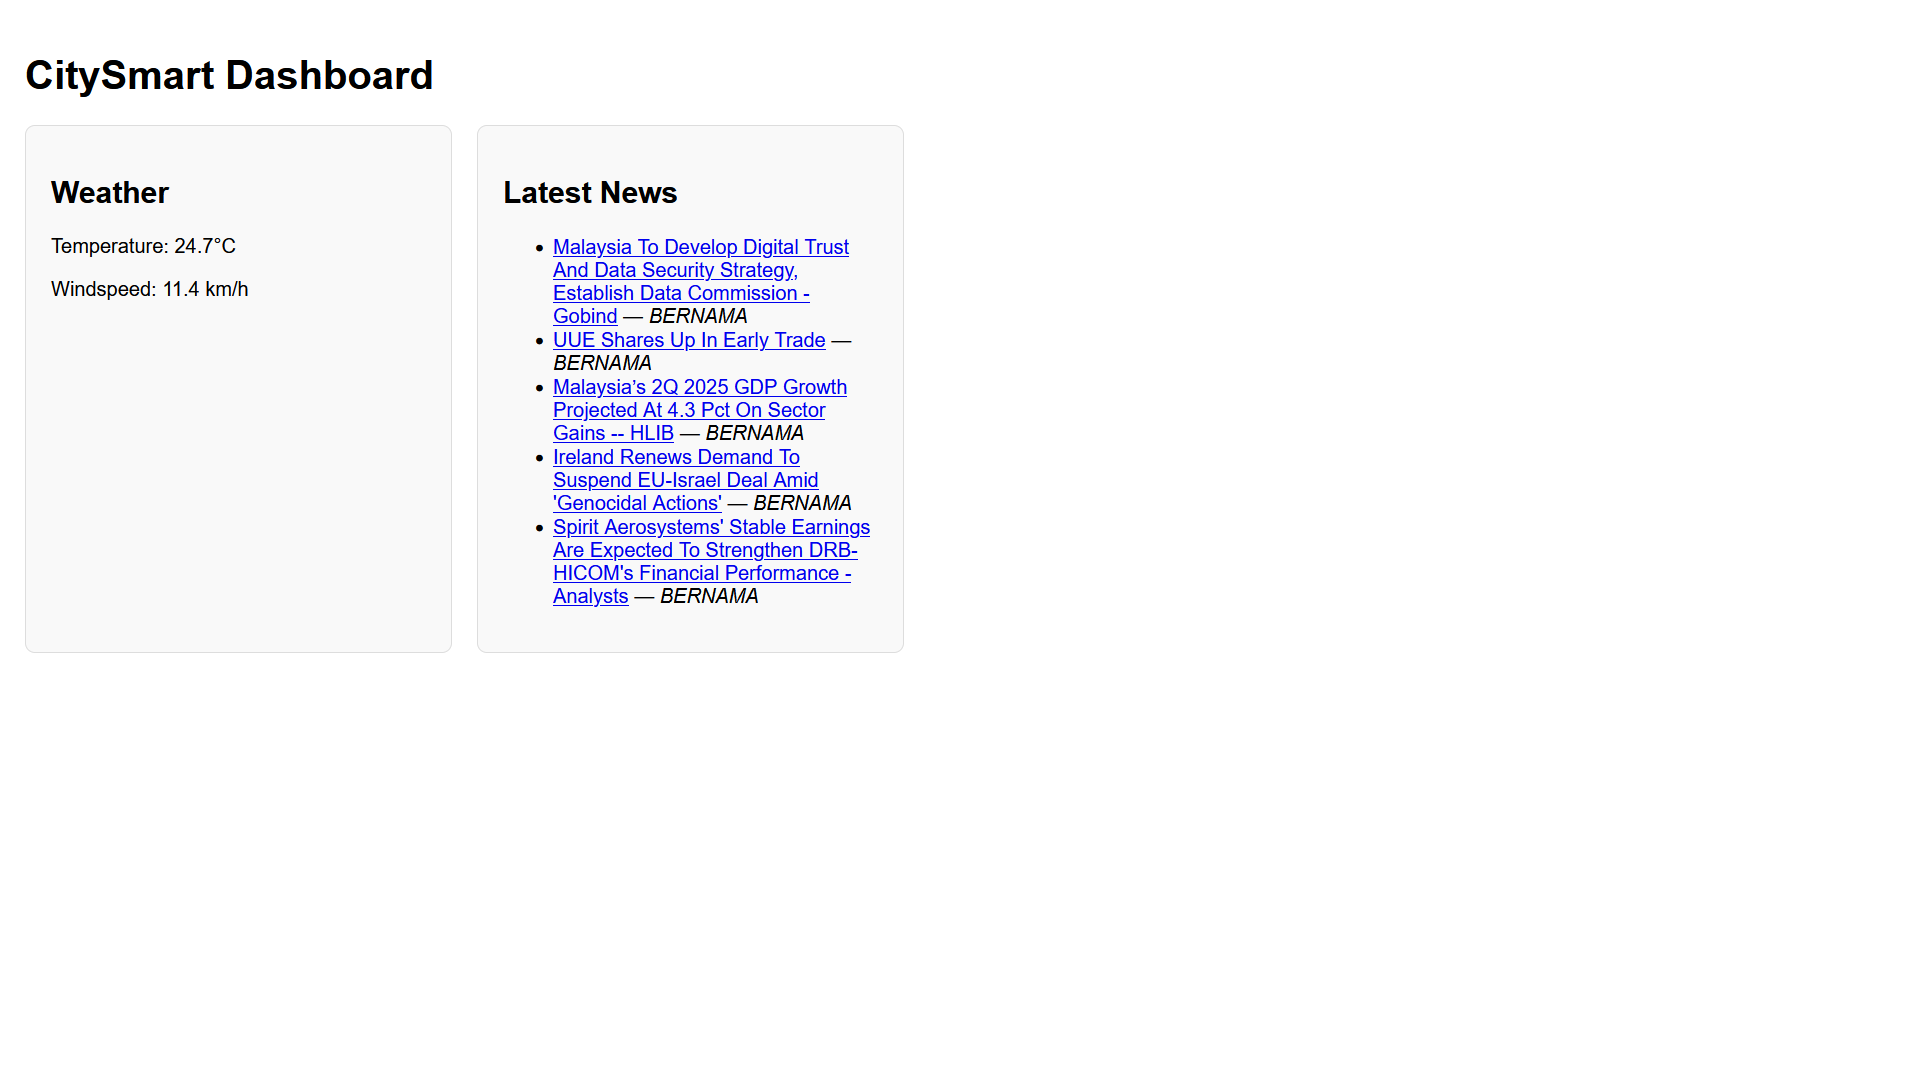 CitySmart Dashboard
Weather
Temperature: 24.7°C
Windspeed: 11.4 km/h
Latest News
• Malaysia To Develop Digital Trust
And Data Security Strategy,
Establish Data Commission -
Gobind — BERNAMA
• UUE Shares Up In Early Trade —
BERNAMA
• Malaysia’s 2Q 2025 GDP Growth
Projected At 4.3 Pct On Sector
Gains -- HLIB — BERNAMA
• Ireland Renews Demand To
Suspend EU-Israel Deal Amid
'Genocidal Actions' — BERNAMA
• Spirit Aerosystems' Stable Earnings
Are Expected To Strengthen DRB-
HICOM's Financial Performance -
Analysts — BERNAMA